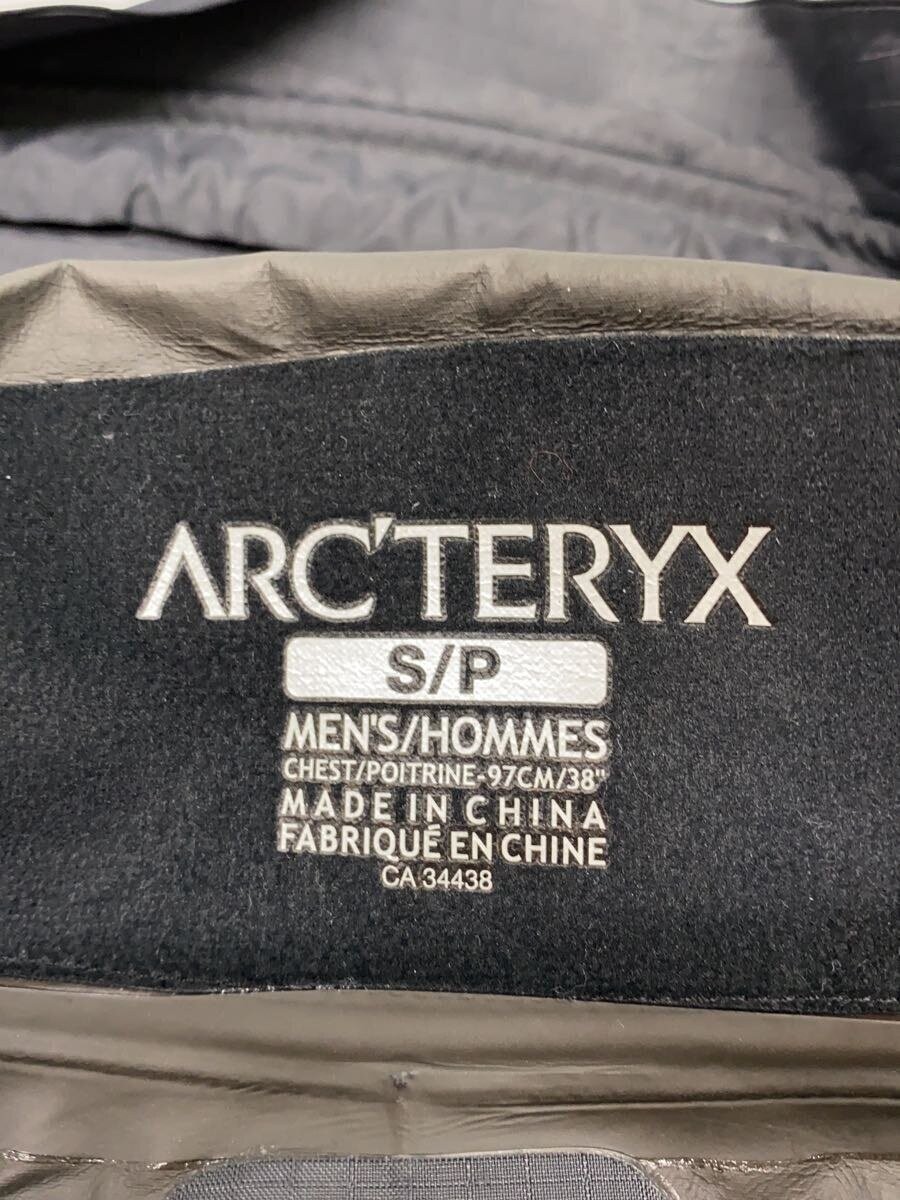 ARC'TERYX
S/P
MEN'S/HOMMES
CHEST/POITRINE-97CM/38"
MADE IN CHINA
FABRIQUÉ EN CHINE
CA 34438